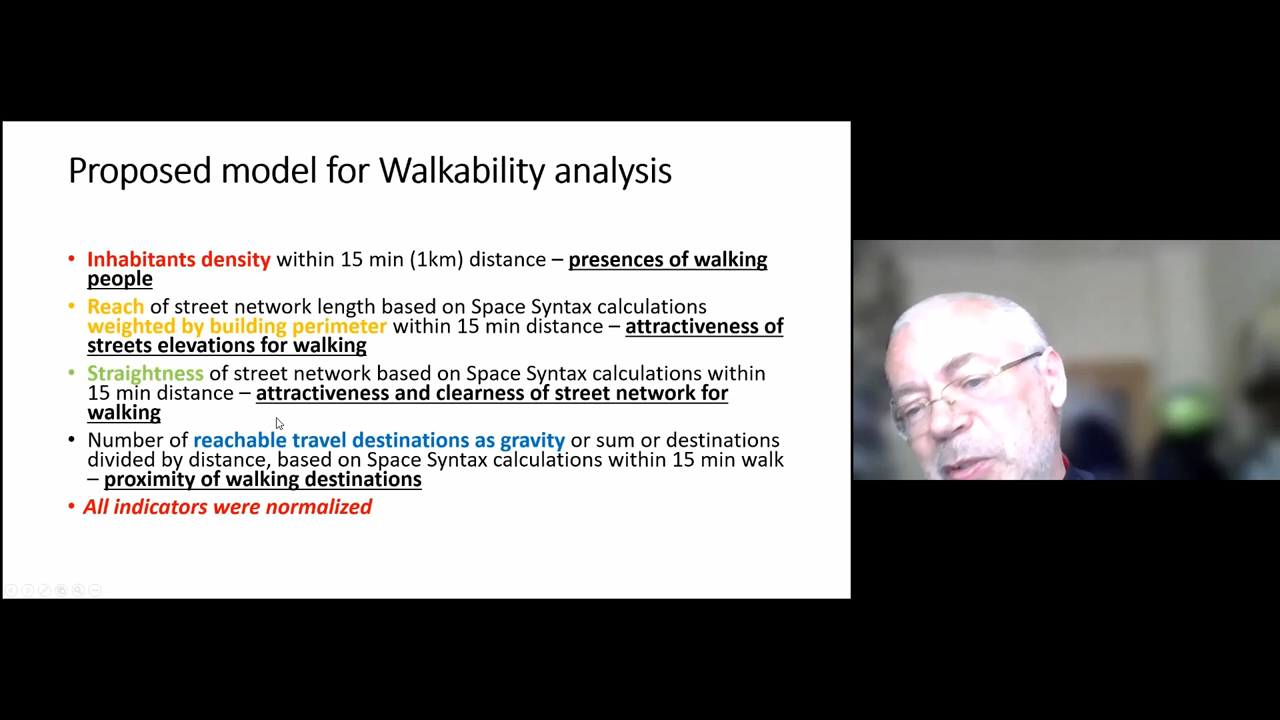 Proposed model for Walkability analysis
• Inhabitants density within 15 min (1km) distance – presences of walking
people
• Reach of street network length based on Space Syntax calculations
weighted by building perimeter within 15 min distance – attractiveness of
streets elevations for walking
• Straightness of street network based on Space Syntax calculations within
15 min distance – attractiveness and clearness of street network for
walking
• Number of reachable travel destinations as gravity or sum or destinations
divided by distance, based on Space Syntax calculations within 15 min walk
– proximity of walking destinations
• All indicators were normalized